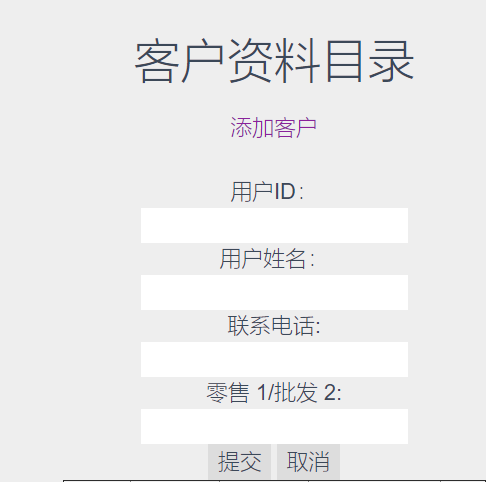 客户资料目录
添加客户
用户ID：
用户姓名：
联系电话:
零售 1/批发 2:
提交 取消